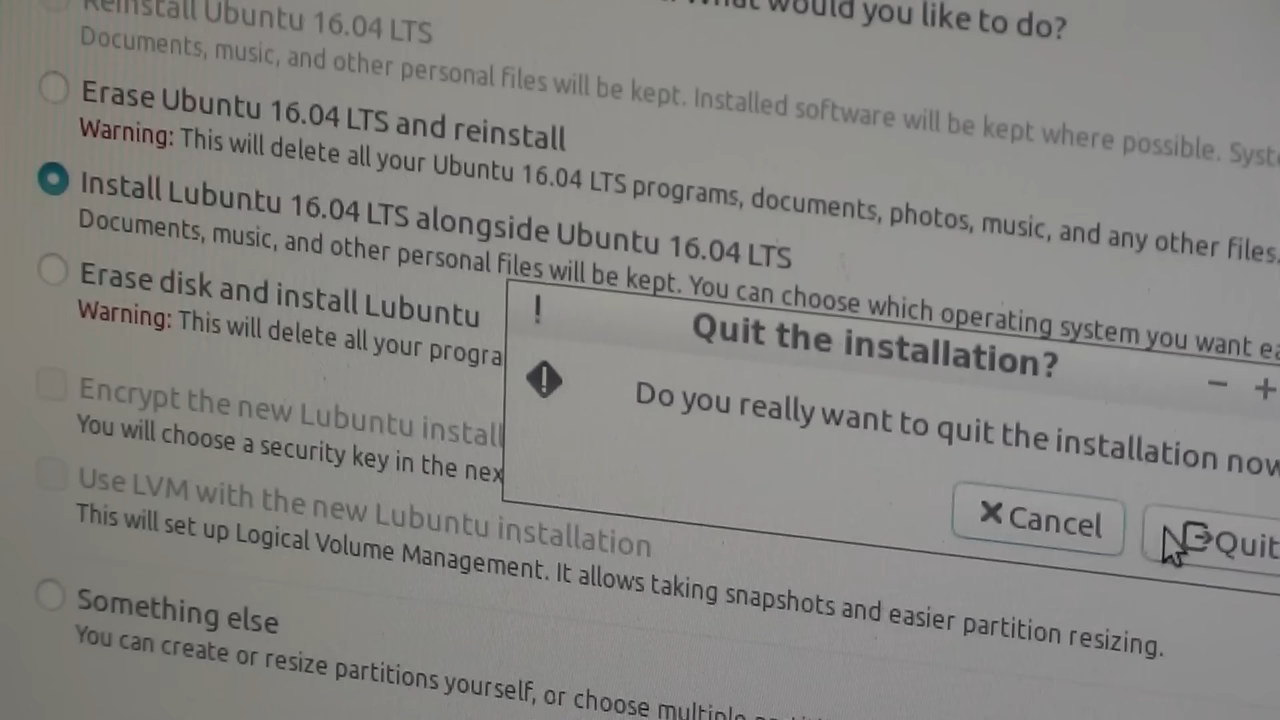 What would you like to do?
Reinstall Ubuntu 16.04 LTS
Documents, music, and other personal files will be kept. Installed software will be kept where possible.
Erase Ubuntu 16.04 LTS and reinstall
Warning: This will delete all your Ubuntu 16.04 LTS programs, documents, photos, music, and any other files.
Install Lubuntu 16.04 LTS alongside Ubuntu 16.04 LTS
Documents, music, and other personal files will be kept. You can choose which operating system you want
Erase disk and install Lubuntu
Warning: This will delete all your
Encrypt the new Lubuntu
You will choose a security key in the
Use LVM with the new Lubuntu installation
This will set up Logical Volume Management. It allows taking snapshots and easier partition resizing.
Something else
You can create or resize partitions yourself, or choose multiple
!
Quit the installation?
− +
Do you really want to quit the installation now
Cancel
Quit